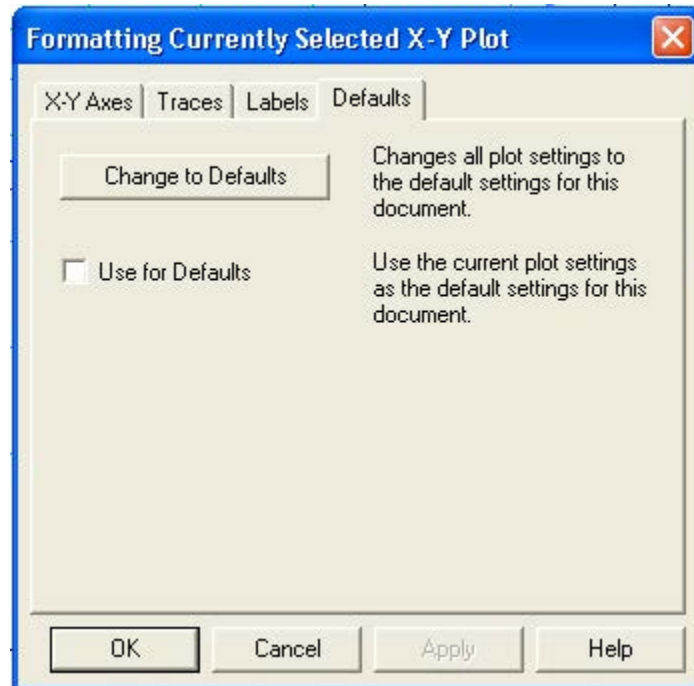 Formatting Currently Selected X-Y Plot
X-Y Axes
Traces
Labels
Defaults
Change to Defaults
Changes all plot settings to
the default settings for this
document.
Use for Defaults
Use the current plot settings
as the default settings for this
document.
OK
Cancel
Apply
Help